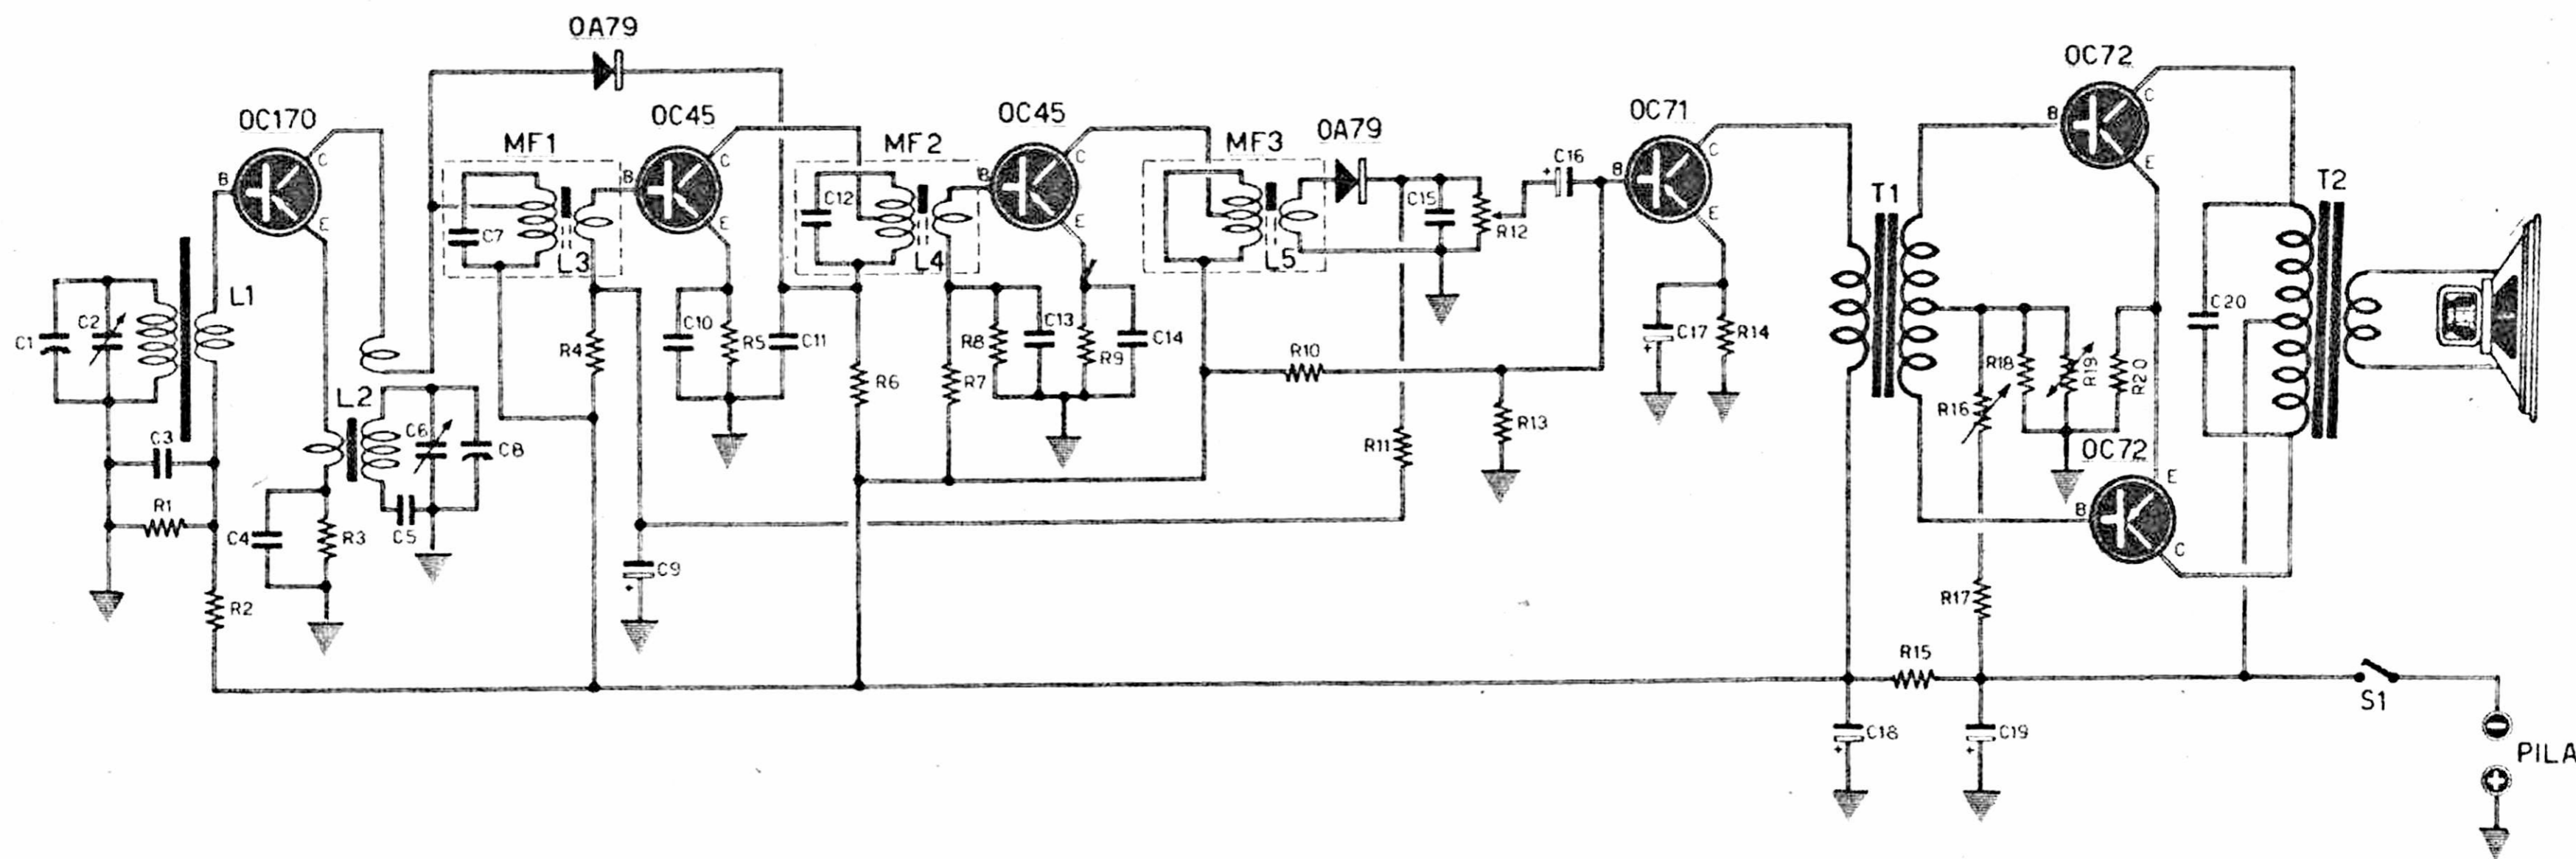 OA79
OC170
B
C
E
L1
C1
C2
C3
R1
R2
C4
R3
L2
C5
C6
C8
MF1
C7
L3
OC45
B
C
E
R4
C9
C10
R5
C11
MF2
C12
L4
R6
R7
OC45
B
C
E
R8
C13
R9
C14
MF3
L5
OA79
C15
R12
R10
R11
R13
C16
+
OC71
B
C
E
C17
+
R14
T1
OC72
B
C
E
R16
R18
R19
R20
R17
OC72
B
E
C
C20
T2
R15
C18
+
C19
+
S1
PILA